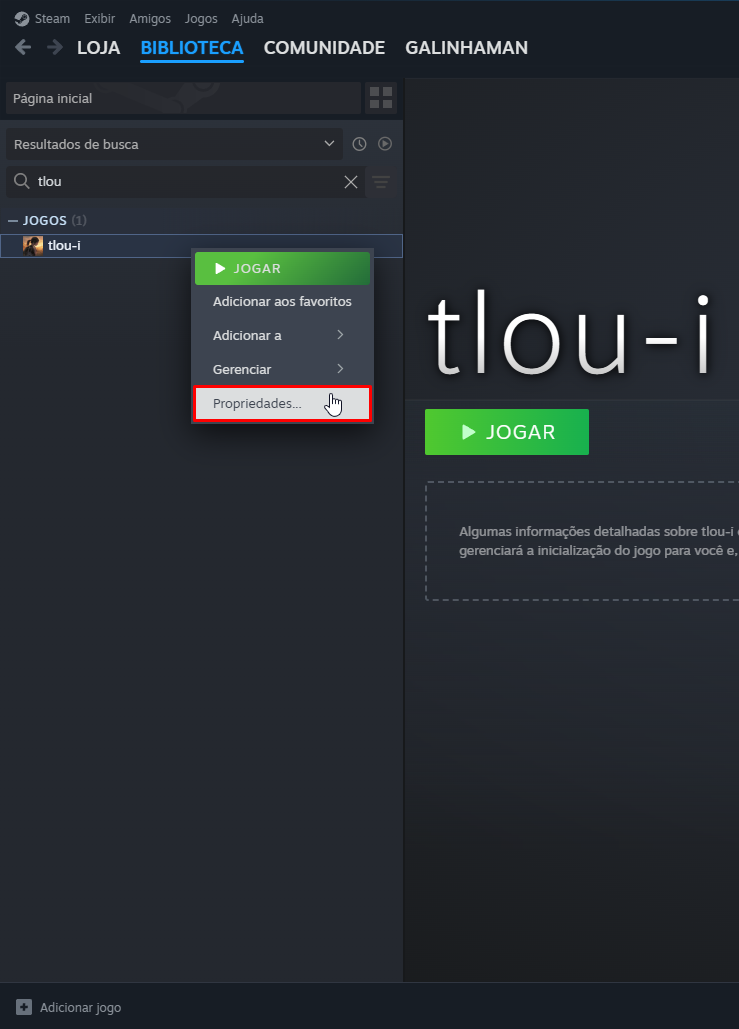 Steam Exibir Amigos Jogos Ajuda
LOJA BIBLIOTECA COMUNIDADE GALINHAMAN
Página inicial
Resultados de busca
tlou
JOGOS (1)
tlou-i
JOGAR
Adicionar aos favoritos
Adicionar a
Gerenciar
Propriedades...
tlou-i
JOGAR
Algumas informações detalhadas sobre tlou-i
gerenciará a inicialização do jogo para você e,
Adicionar jogo